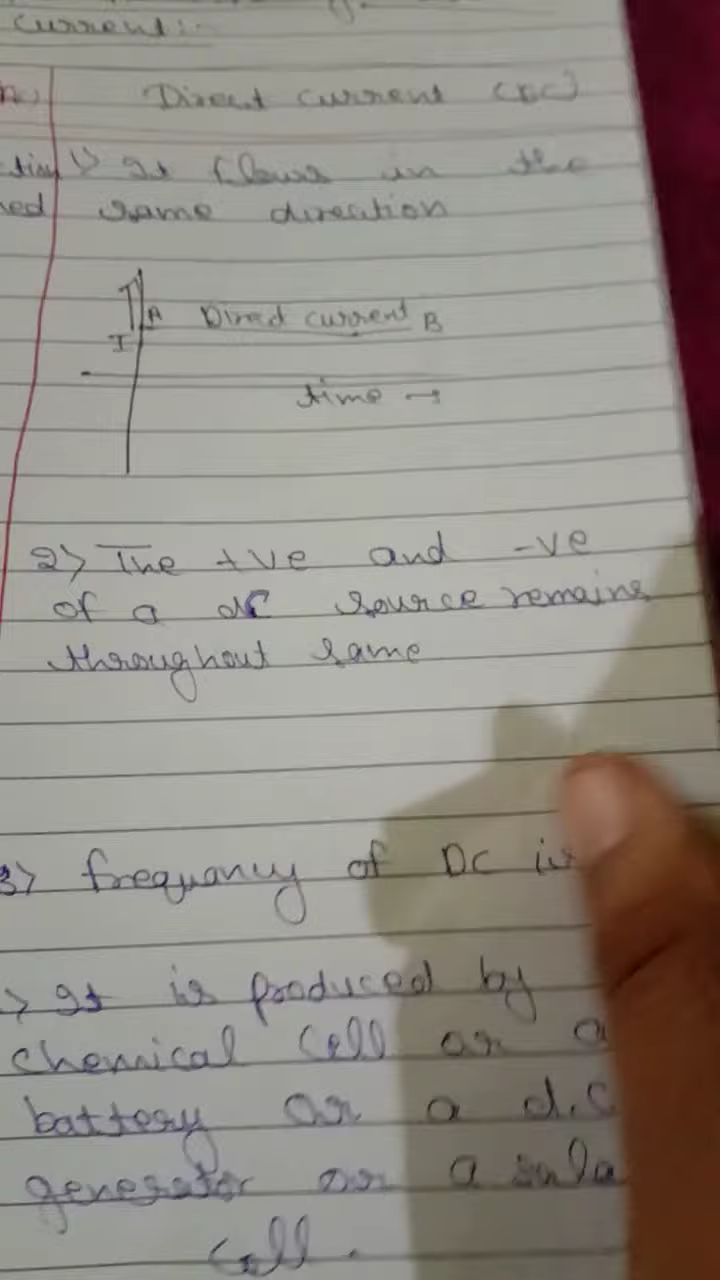 Current:-
Direct current (DC)
1> It flows in the
same direction
A Direct current B
I
time →
2> The +ve and -ve
of a dC source remains
throughout same
3> frequancy of DC is
> It is produced by
chemical cell or a
battery or a d.c
generator or a sola
cell.